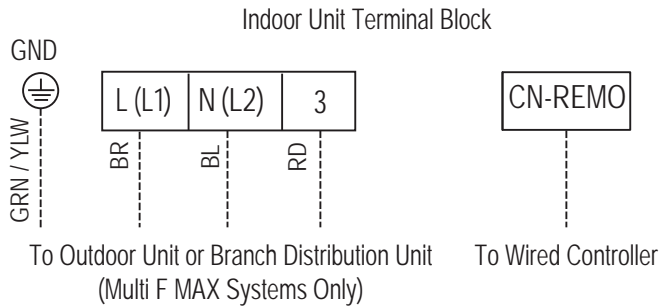 Indoor Unit Terminal Block
GND
L (L1) N (L2) 3
CN-REMO
GRN / YLW
BR
BL
RD
To Outdoor Unit or Branch Distribution Unit
(Multi F MAX Systems Only)
To Wired Controller